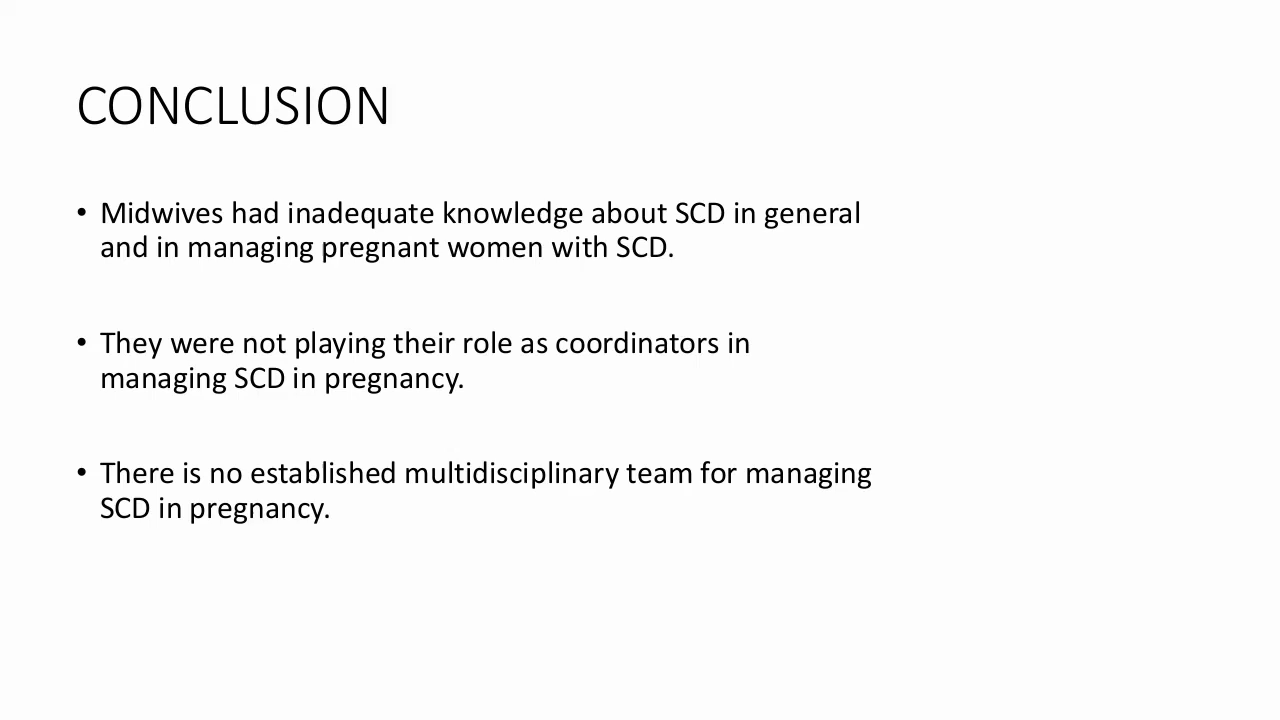 CONCLUSION
• Midwives had inadequate knowledge about SCD in general
and in managing pregnant women with SCD.
• They were not playing their role as coordinators in
managing SCD in pregnancy.
• There is no established multidisciplinary team for managing
SCD in pregnancy.